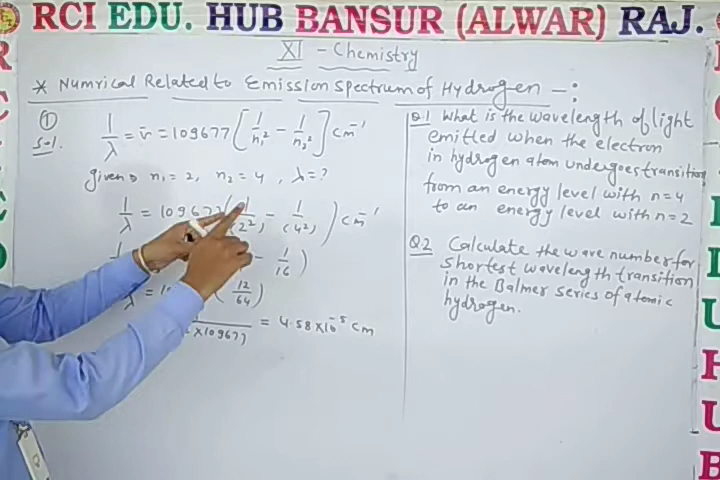 RCI EDU. HUB BANSUR (ALWAR) RAJ.
XI - Chemistry
* Numrical Related to Emission Spectrum of Hydrogen -:
①
Sol.
1/λ = ν̄ = 109677 [1/n₁² - 1/n₂²] cm⁻¹
given n₁ = 2, n₂ = 4, λ = ?
1/λ = 109677 (1/(2²) - 1/(4²)) cm⁻¹
- 1/16)
λ = 10 (12/64)
×109677 = 4.58 × 10⁻⁵ cm
Q.1 What is the wavelength of light
emitted when the electron
in hydrogen atom undergoes transition
from an energy level with n=4
to an energy level with n=2
Q.2 Calculate the wave number for
shortest wavelength transition
in the Balmer series of atomic
hydrogen.